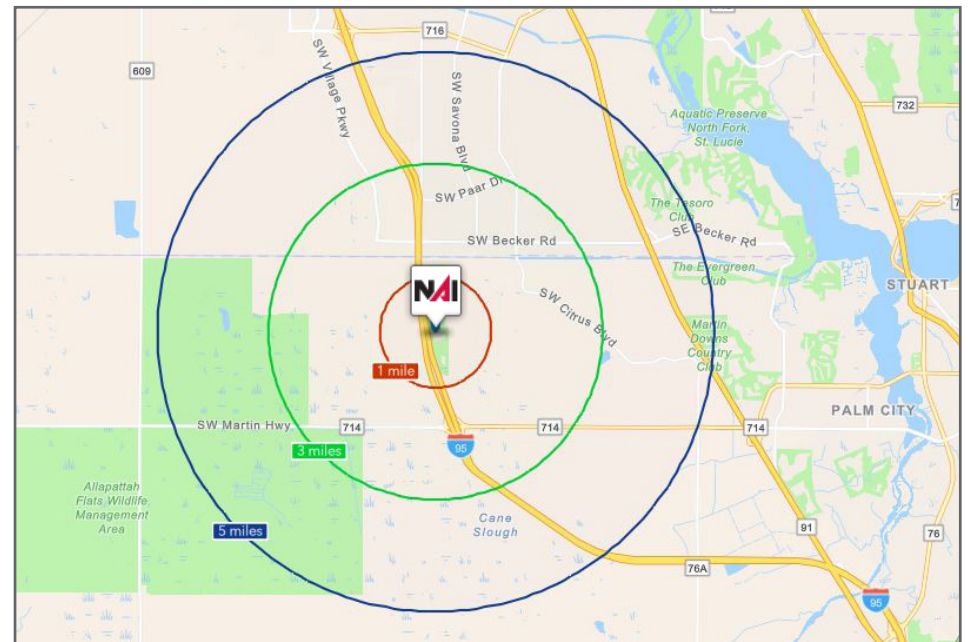 716
609
SW Village Pkwy
SW Savona Blvd
732
Aquatic Preserve
North Fork,
St. Lucie
SW Paar Dr
The Tesoro
Club
SW Becker Rd
SE Becker Rd
The Evergreen
Club
NAI
STUART
SW Citrus Blvd
Martin
Downs
Country
Club
1 mile
PALM CITY
SW Martin Hwy
714
714
714
95
3 miles
Allapattah
Flats Wildlife
Management
Area
5 miles
Cane
Slough
91
76
76A
95